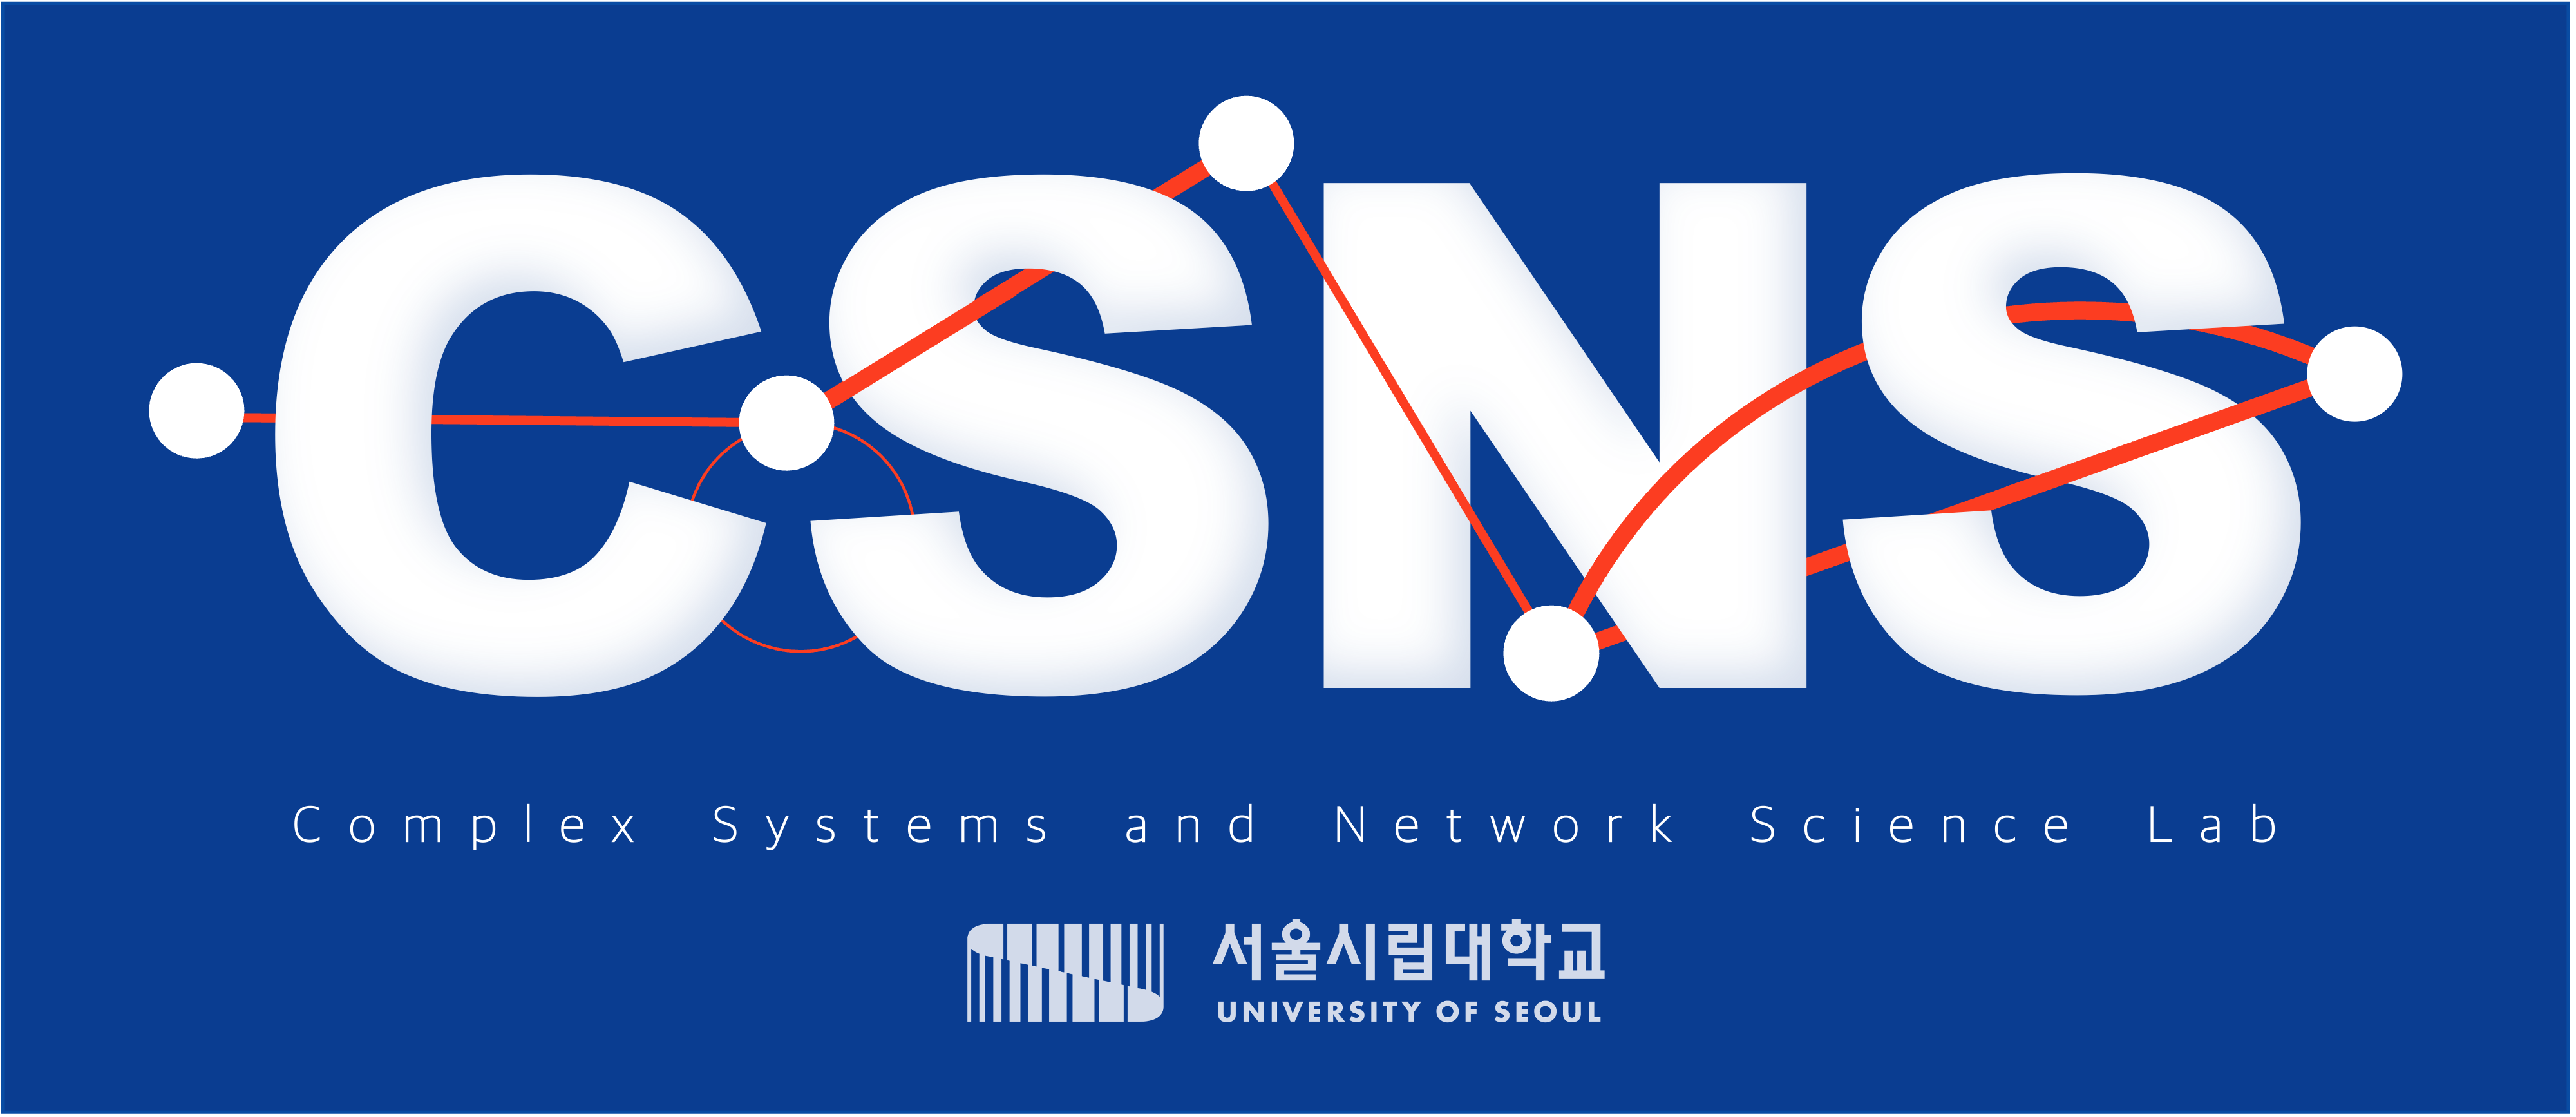 CSNS
Complex Systems and Network Science Lab
서울시립대학교
UNIVERSITY OF SEOUL